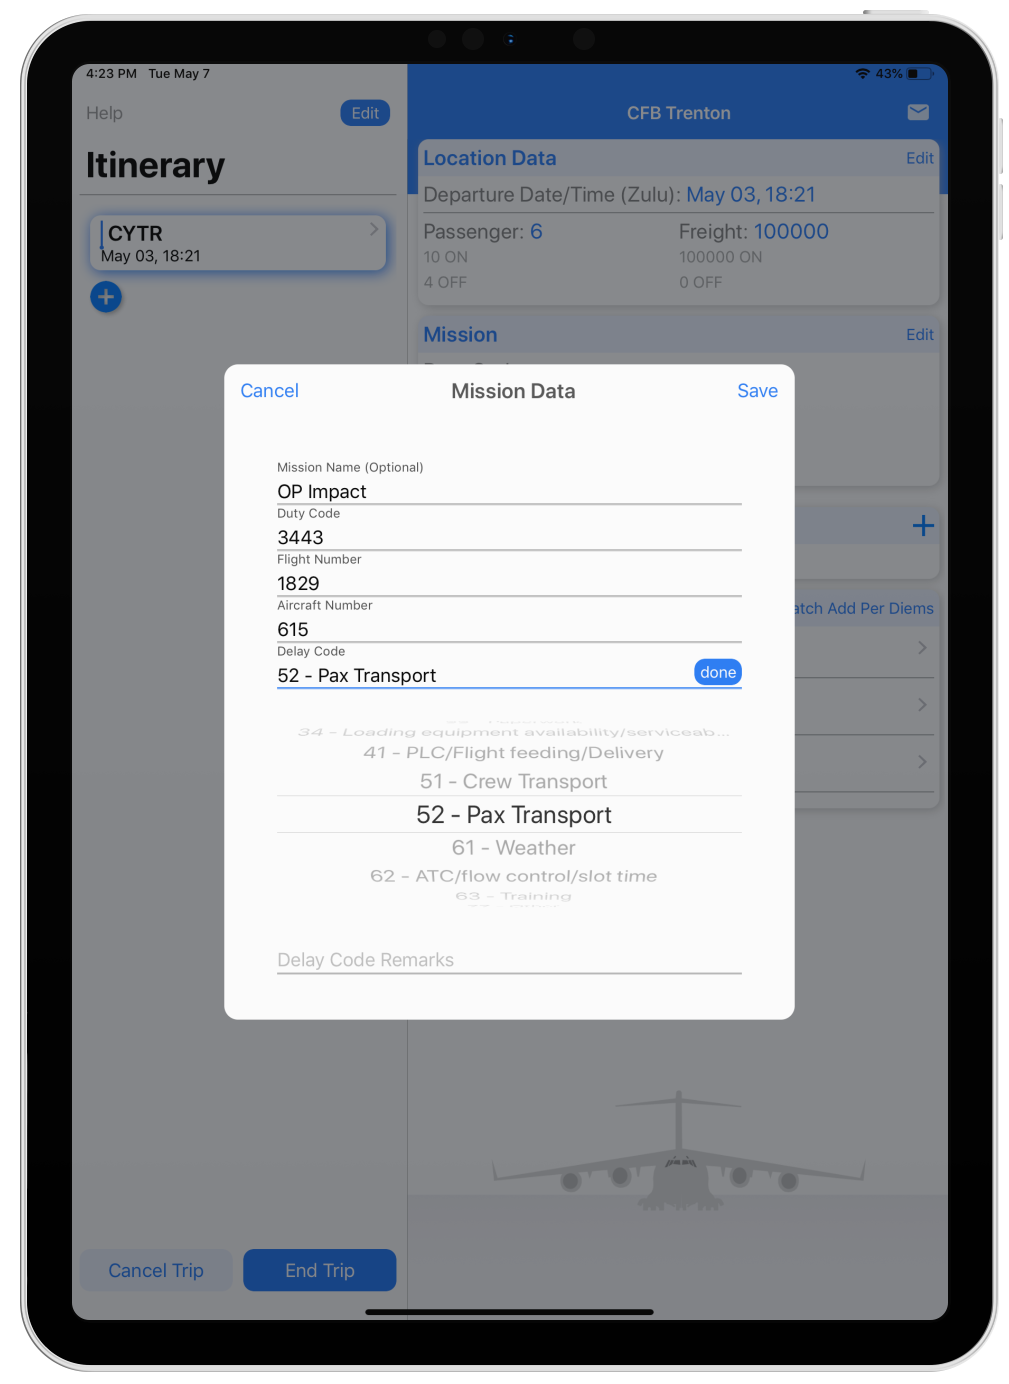 4:23 PM Tue May 7
43%
Help
Edit
CFB Trenton
Itinerary
CYTR
May 03, 18:21
Location Data
Edit
Departure Date/Time (Zulu): May 03, 18:21
Passenger: 6
Freight: 100000
10 ON
100000 ON
4 OFF
0 OFF
Mission
Edit
Cancel
Mission Data
Save
Mission Name (Optional)
OP Impact
Duty Code
3443
Flight Number
1829
Aircraft Number
615
Delay Code
52 - Pax Transport
done
34 - Loading equipment availability/serviceab...
41 - PLC/Flight feeding/Delivery
51 - Crew Transport
52 - Pax Transport
61 - Weather
62 - ATC/flow control/slot time
63 - Training
Delay Code Remarks
Add Per Diems
Cancel Trip
End Trip